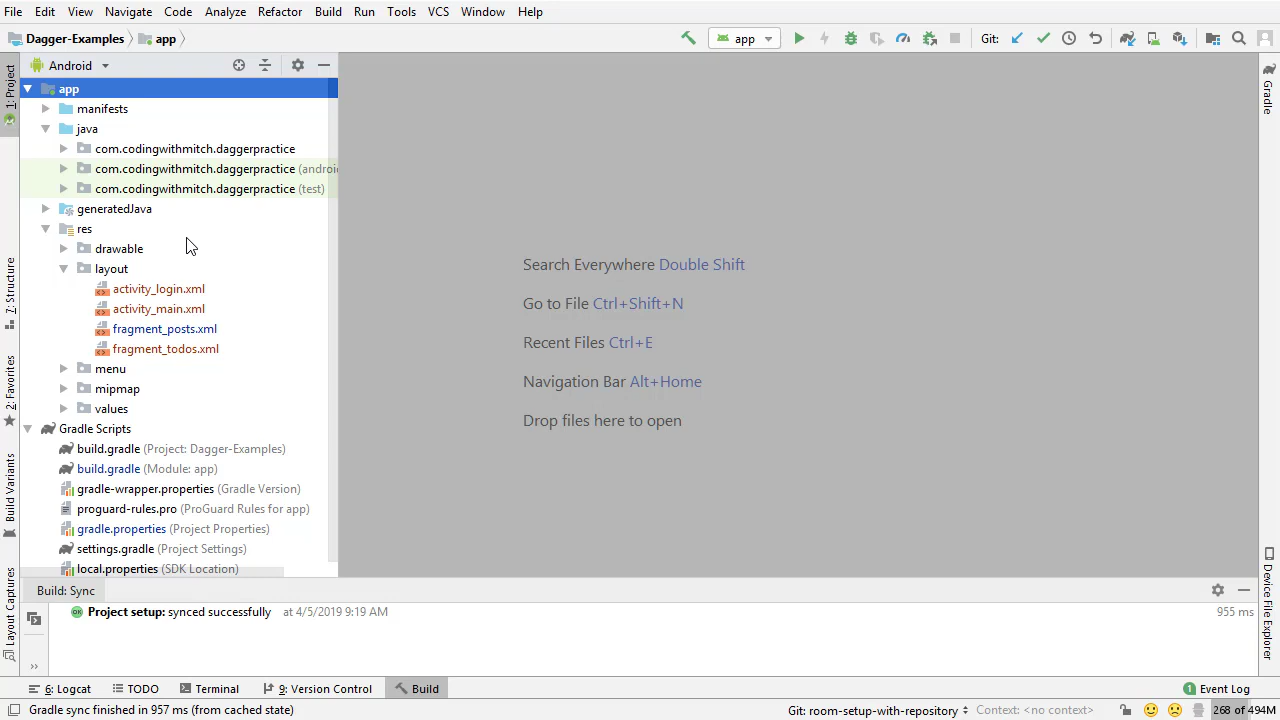 File Edit View Navigate Code Analyze Refactor Build Run Tools VCS Window Help
Dagger-Examples app app Git:
1: Project
Android
app
manifests
java
com.codingwithmitch.daggerpractice
com.codingwithmitch.daggerpractice (androi
com.codingwithmitch.daggerpractice (test)
generatedJava
res
drawable
layout
activity_login.xml
activity_main.xml
fragment_posts.xml
fragment_todos.xml
menu
mipmap
values
Gradle Scripts
build.gradle (Project: Dagger-Examples)
build.gradle (Module: app)
gradle-wrapper.properties (Gradle Version)
proguard-rules.pro (ProGuard Rules for app)
gradle.properties (Project Properties)
settings.gradle (Project Settings)
local.properties (SDK Location)
7: Structure
2: Favorites
Build Variants
Layout Captures
Search Everywhere Double Shift
Go to File Ctrl+Shift+N
Recent Files Ctrl+E
Navigation Bar Alt+Home
Drop files here to open
Gradle
Device File Explorer
Build: Sync
OK Project setup: synced successfully at 4/5/2019 9:19 AM 955 ms
6: Logcat TODO Terminal 9: Version Control Build 1 Event Log
Gradle sync finished in 957 ms (from cached state) Git: room-setup-with-repository Context: <no context> 268 of 494M